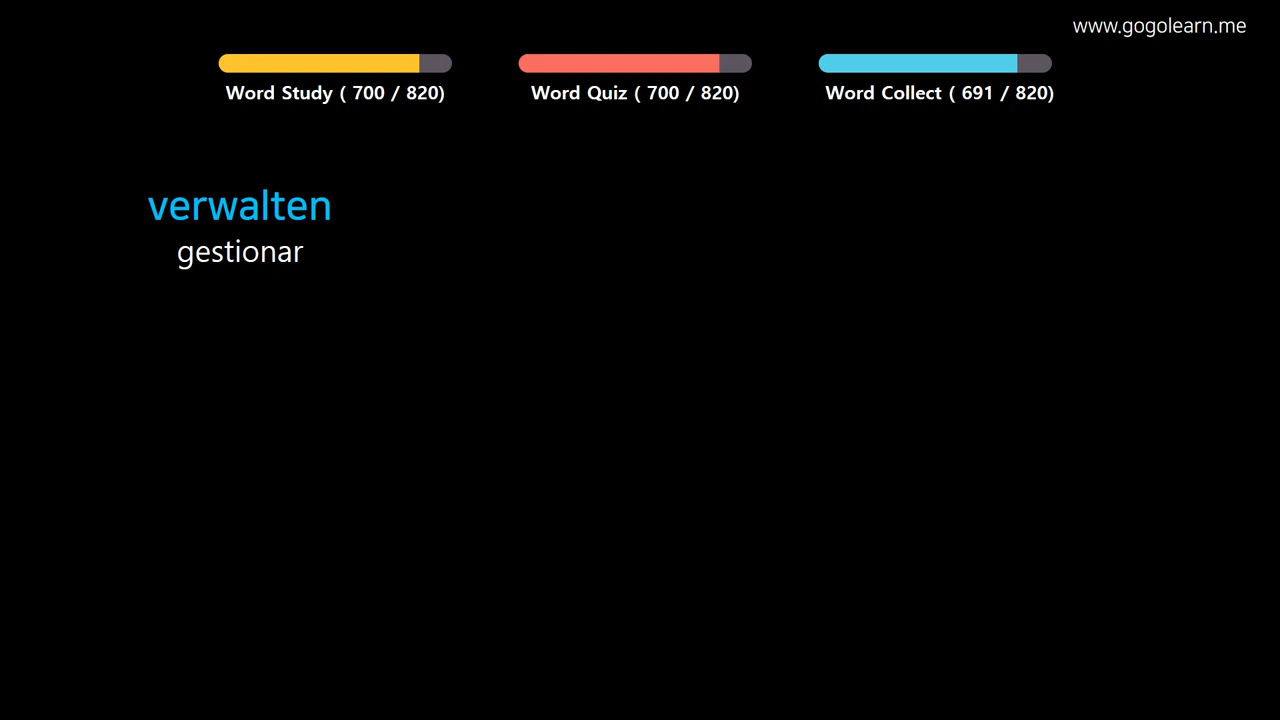 www.gogolearn.me
Word Study ( 700 / 820)
Word Quiz ( 700 / 820)
Word Collect ( 691 / 820)
verwalten
gestionar